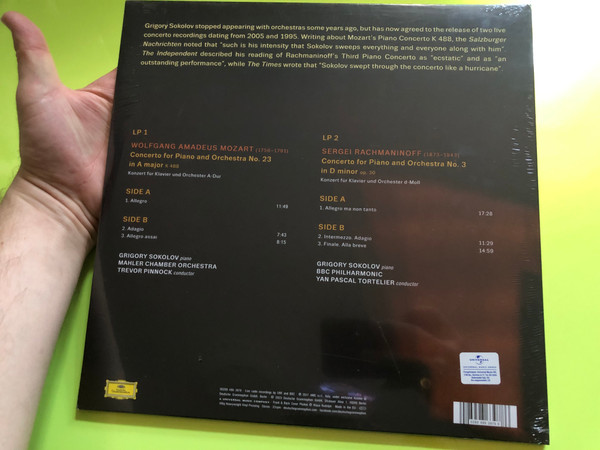 Grigory Sokolov stopped appearing with orchestras some years ago, but has now agreed to the release of two live
concerto recordings dating from 2005 and 1995. Writing about Mozart's Piano Concerto K 488, the Salzburger
Nachrichten noted that "such is his intensity that Sokolov sweeps everything and everyone along with him".
The Independent described his reading of Rachmaninoff's Third Piano Concerto as "ecstatic" and as "an
outstanding performance", while The Times wrote that "Sokolov swept through the concerto like a hurricane".
LP 1
WOLFGANG AMADEUS MOZART (1756–1791)
Concerto for Piano and Orchestra No. 23
in A major K 488
Konzert für Klavier und Orchester A-Dur
SIDE A
1. Allegro 11:49
SIDE B
2. Adagio 7:43
3. Allegro assai 8:15
GRIGORY SOKOLOV piano
MAHLER CHAMBER ORCHESTRA
TREVOR PINNOCK conductor
LP 2
SERGEI RACHMANINOFF (1873–1943)
Concerto for Piano and Orchestra No. 3
in D minor op. 30
Konzert für Klavier und Orchester d-Moll
SIDE A
1. Allegro ma non tanto 17:28
SIDE B
2. Intermezzo. Adagio 11:29
3. Finale. Alla breve 14:59
GRIGORY SOKOLOV piano
BBC PHILHARMONIC
YAN PASCAL TORTELIER conductor
UNIVERSAL